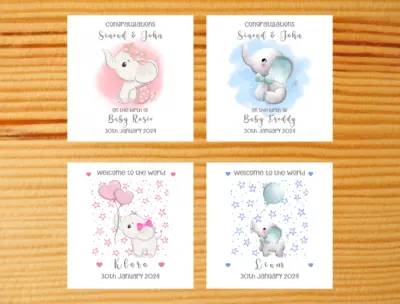 Congratulations
Simond & John
on the birth of
Baby Rosie
30th January 2024
Congratulations
Simond & John
on the birth of
Baby Freddy
30th January 2024
Welcome to the World
Klara
30th January 2024
Welcome to the World
Liam
30th January 2024